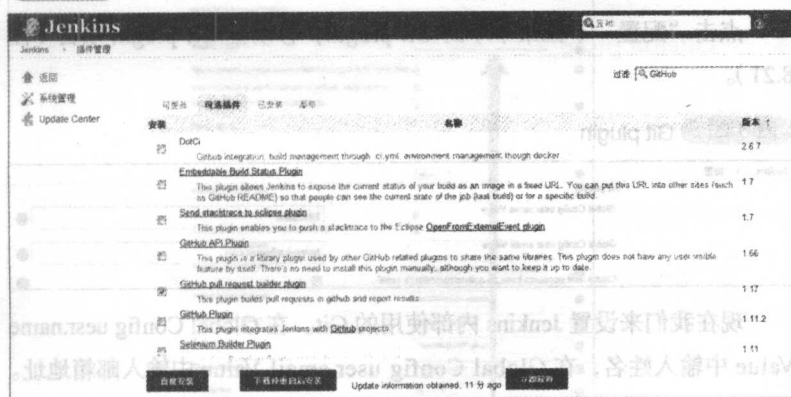 Jenkins
Jenkins 插件管理
返回
系统管理
Update Center
过滤: GitHub
可更新 可选插件 已安装 高级
安装 名称 版本 ↑
DotCi
Github integration, build management through .ci.yml, environment management though docker 2.6.7
Embeddable Build Status Plugin
This plugin allows Jenkins to expose the current status of your build as an image in a fixed URL. You can put this URL into other sites (such 1.7
as GitHub README) so that people can see the current state of the job (last build) or for a specific build.
Send stacktrace to eclipse plugin
This plugin enables you to push a stacktrace to the Eclipse OpenFromExternalEvent plugin 1.7
GitHub API Plugin
This plugin is a library plugin used by other GitHub related plugins to share the same libraries. This plugin does not have any user visible 1.66
feature by itself. There's no need to install this plugin manually, although you want to keep it up to date.
GitHub pull request builder plugin
This plugin builds pull requests in github and report results 1.17
GitHub Plugin
This plugin integrates Jenkins with Github projects 1.11.2
Selenium Builder Plugin 1.11
直接安装 下载待重启后安装 Update information obtained: 11 分 ago 立即获取
现在我们来设置 Jenkins 内部使用的 Git 在 Global Config uesr.name
Value 中输入姓名，在 Global Config user.email Value 中输入邮箱地址。
Git plugin